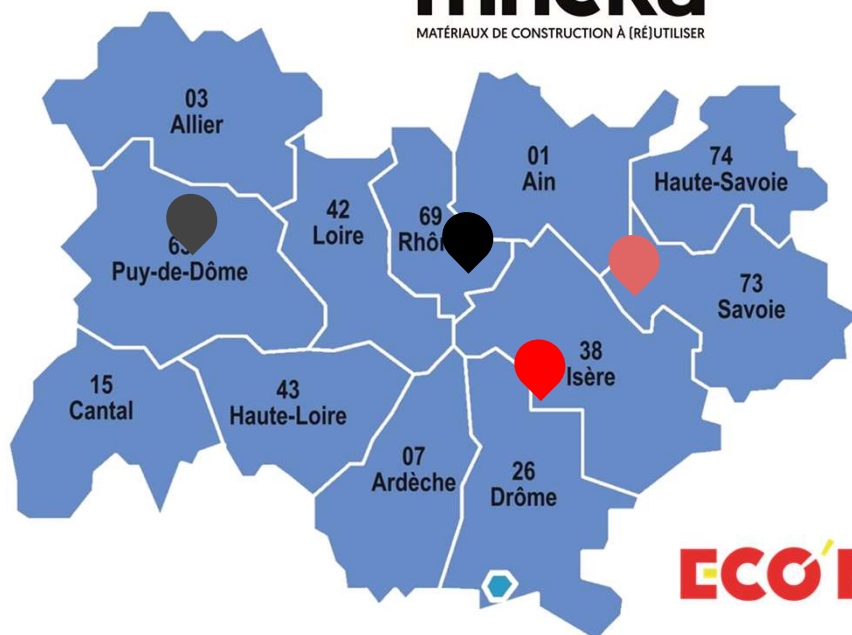 MATÉRIAUX DE CONSTRUCTION À (RÉ)UTILISER
03
Allier
01
Ain
74
Haute-Savoie
42
Loire
69
Puy-de-Dôme
73
Savoie
38
Isère
15
Cantal
43
Haute-Loire
07
Ardèche
26
Drôme